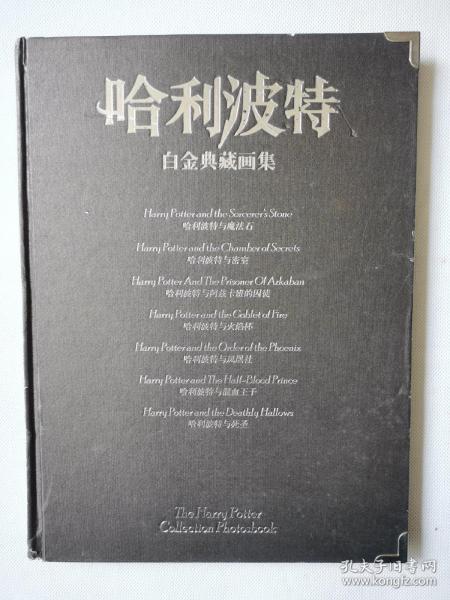 哈利波特
白金典藏画集
Harry Potter and the Sorcerer's Stone
哈利波特与魔法石
Harry Potter and the Chamber of Secrets
哈利波特与密室
Harry Potter And The Prisoner Of Azkaban
哈利波特与阿兹卡班的囚徒
Harry Potter and the Goblet of Fire
哈利波特与火焰杯
Harry Potter and the Order of the Phoenix
哈利波特与凤凰社
Harry Potter and The Half-Blood Prince
哈利波特与混血王子
Harry Potter and the Deathly Hallows
哈利波特与死圣
The Harry Potter
Collection Photosbook
孔夫子旧书网
www.kongfz.com